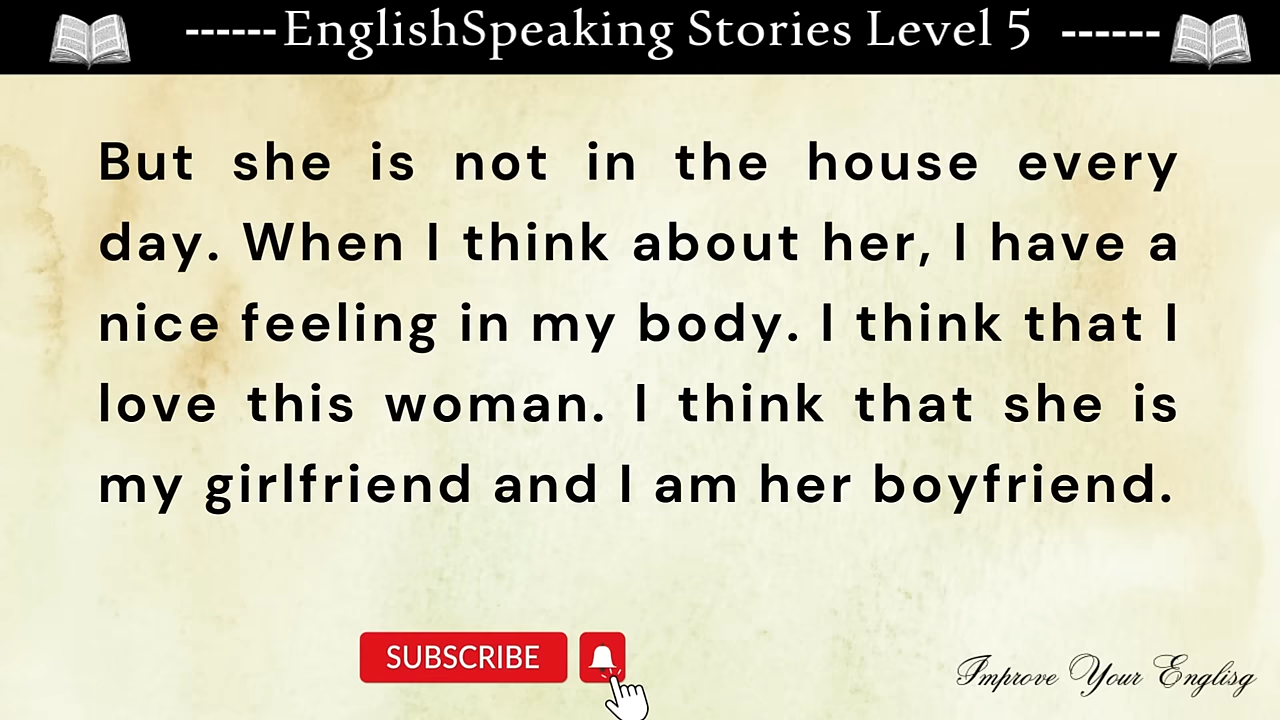 ------EnglishSpeaking Stories Level 5 ------
But she is not in the house every
day. When I think about her, I have a
nice feeling in my body. I think that I
love this woman. I think that she is
my girlfriend and I am her boyfriend.
SUBSCRIBE
Improve Your Englisg